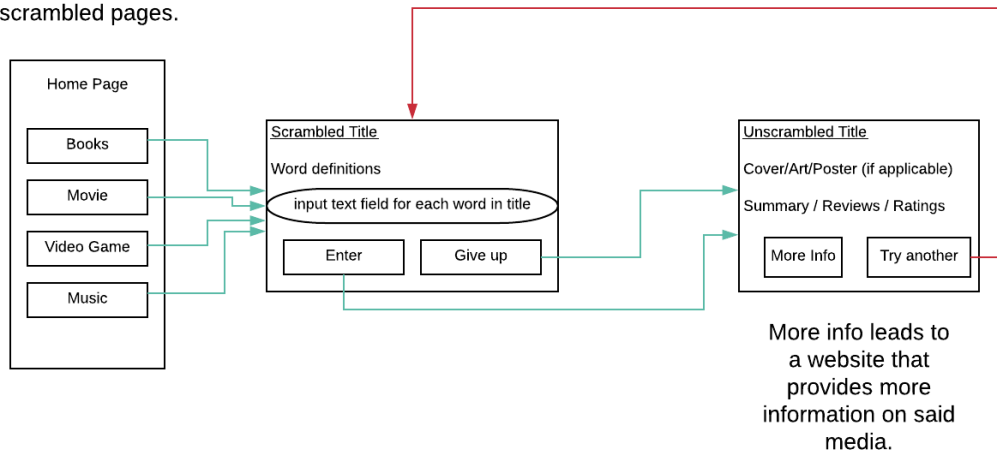 scrambled pages.
Home Page
Books
Movie
Video Game
Music
Scrambled Title
Word definitions
input text field for each word in title
Enter
Give up
Unscrambled Title
Cover/Art/Poster (if applicable)
Summary / Reviews / Ratings
More Info
Try another
More info leads to
a website that
provides more
information on said
media.